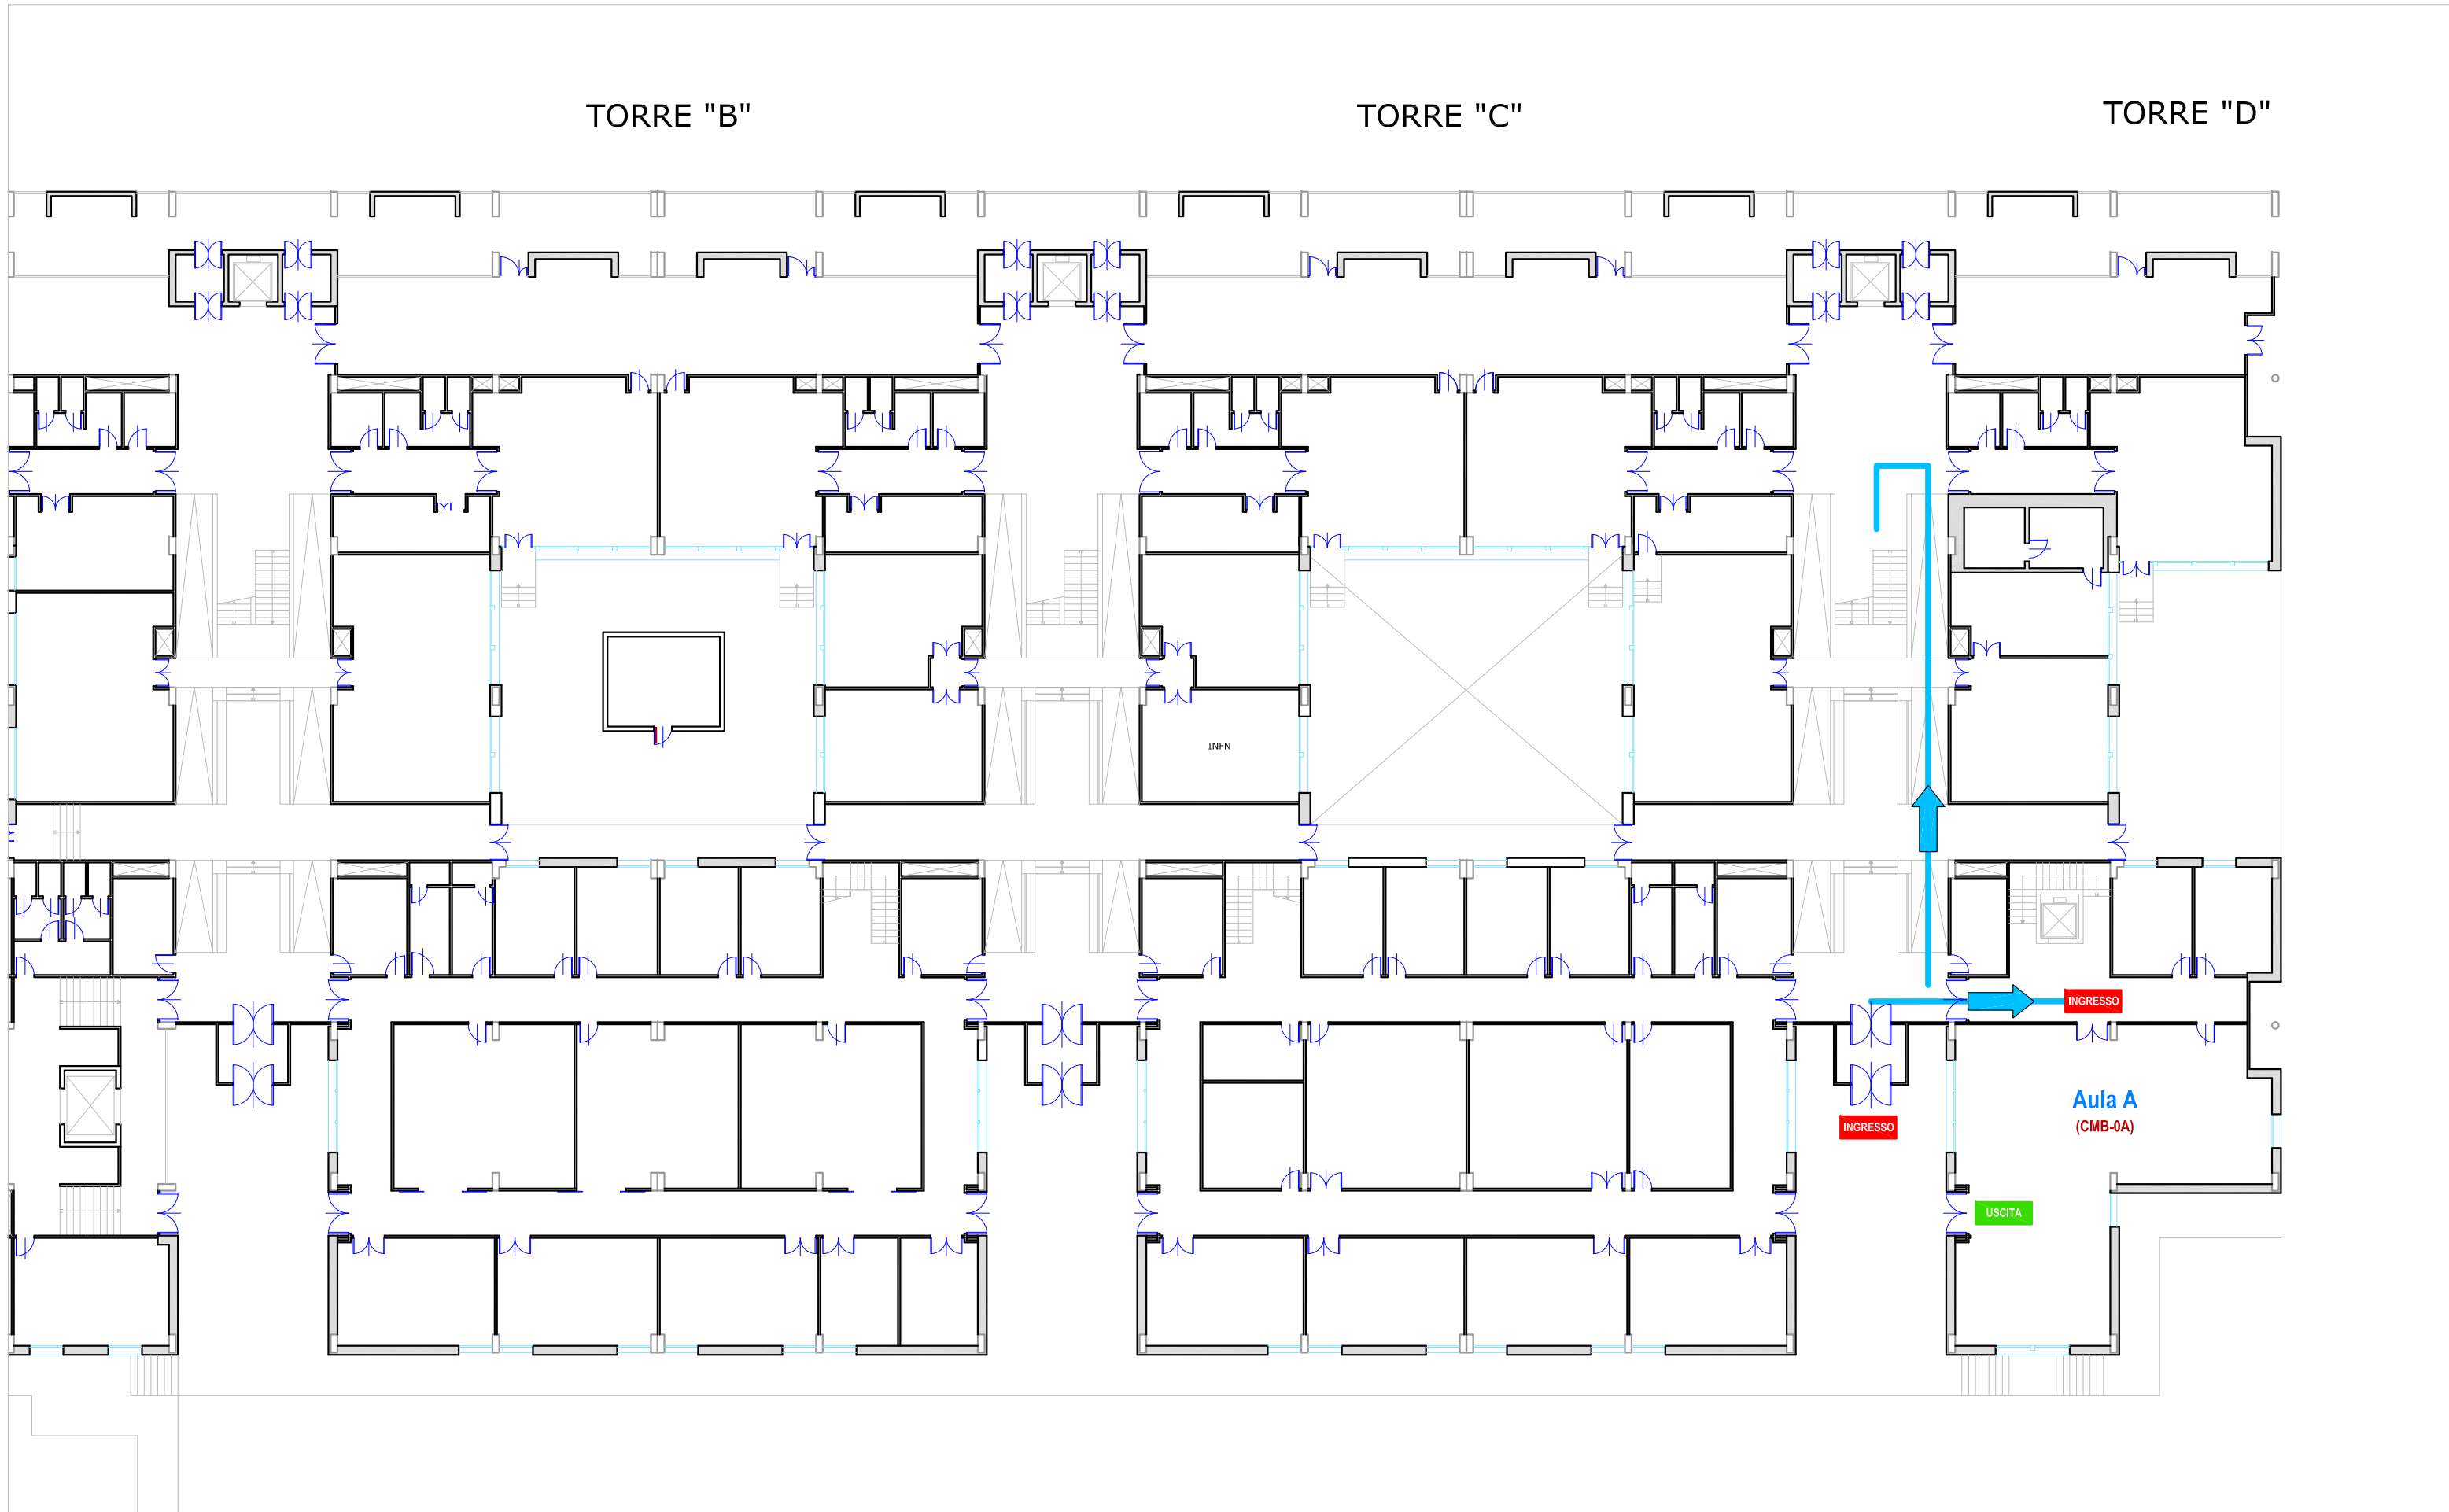 TORRE "B"
TORRE "C"
TORRE "D"
INFN
INGRESSO
Aula A
(CMB-0A)
INGRESSO
USCITA